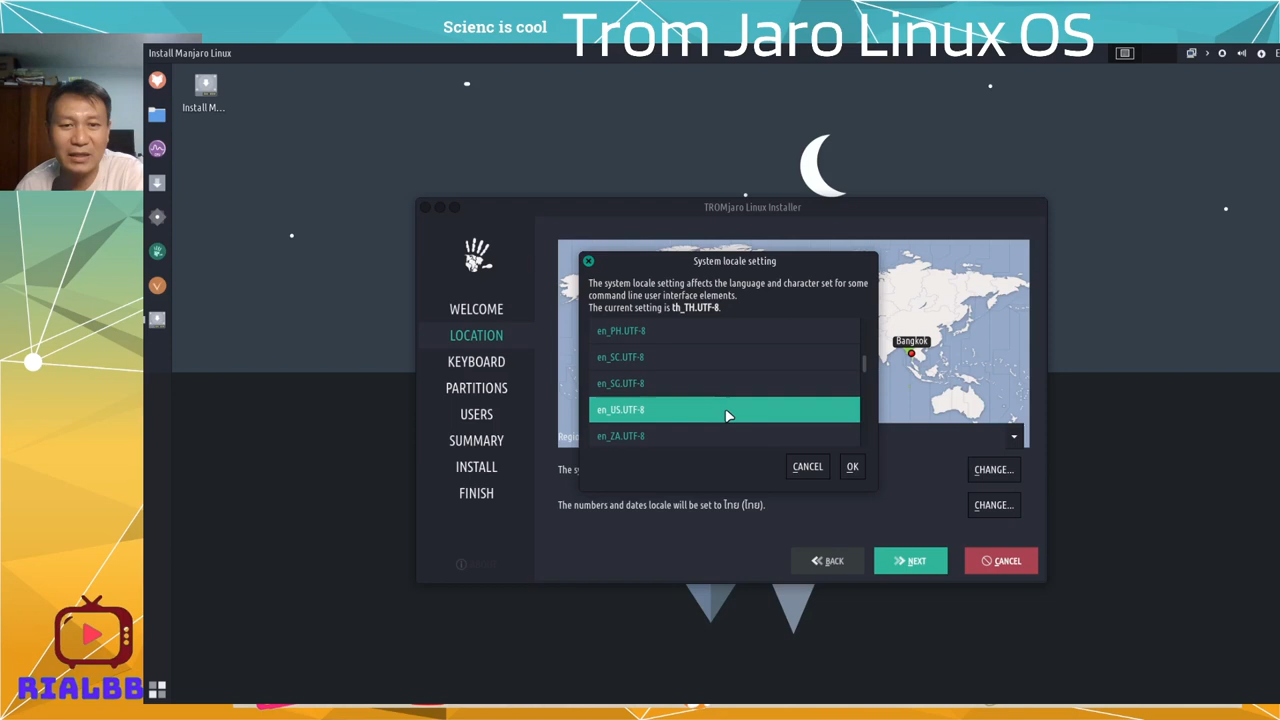 Scienc is cool
Trom Jaro Linux OS
Install Manjaro Linux
Install M...
TROMjaro Linux Installer
WELCOME
LOCATION
KEYBOARD
PARTITIONS
USERS
SUMMARY
INSTALL
FINISH
ABOUT
System locale setting
The system locale setting affects the language and character set for some
command line user interface elements.
The current setting is th_TH.UTF-8.
en_PH.UTF-8
en_SC.UTF-8
en_SG.UTF-8
en_US.UTF-8
en_ZA.UTF-8
CANCEL
OK
Bangkok
CHANGE...
The numbers and dates locale will be set to ไทย (ไทย).
CHANGE...
BACK
NEXT
CANCEL
RIALBB